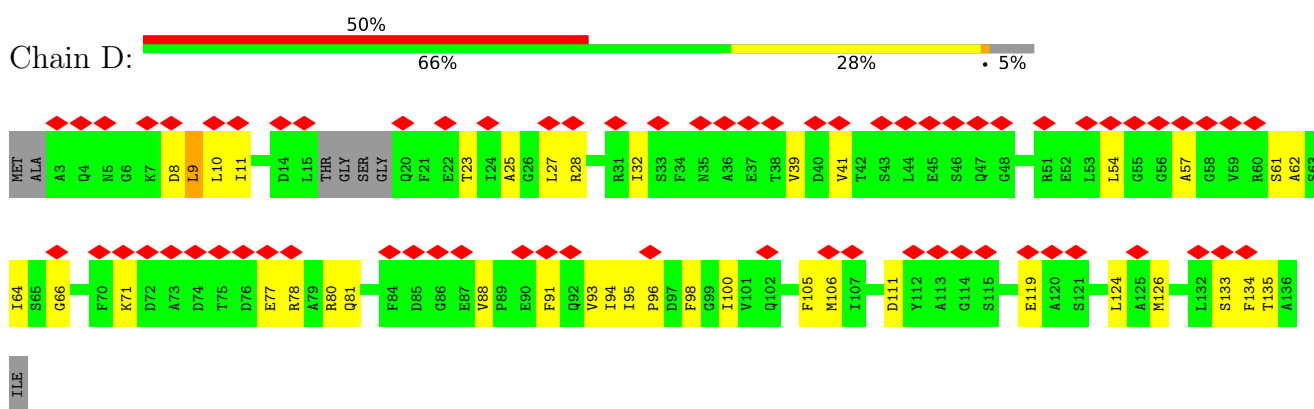 50%
Chain D:
66% 28% • 5%
MET ALA A3 Q4 N5 G6 K7 D8 L9 L10 I11 D14 L15 THR GLY SER GLY Q20 F21 E22 T23 I24 A25 G26 L27 R28 R31 I32 S33 F34 N35 A36 E37 T38 V39 D40 V41 T42 S43 L44 E45 S46 Q47 G48 R51 E52 L53 L54 G55 G56 A57 G58 V59 R60 S61 A62 S63
I64 S65 G66 F70 K71 D72 A73 D74 T75 D76 E77 R78 A79 R80 Q81 F84 D85 G86 E87 V88 P89 E90 F91 Q92 V93 I94 I95 P96 D97 F98 G99 I100 V101 Q102 F105 M106 I107 D111 Y112 A113 G114 S115 E119 A120 S121 L124 A125 M126 L132 S133 F134 T135 A136
ILE